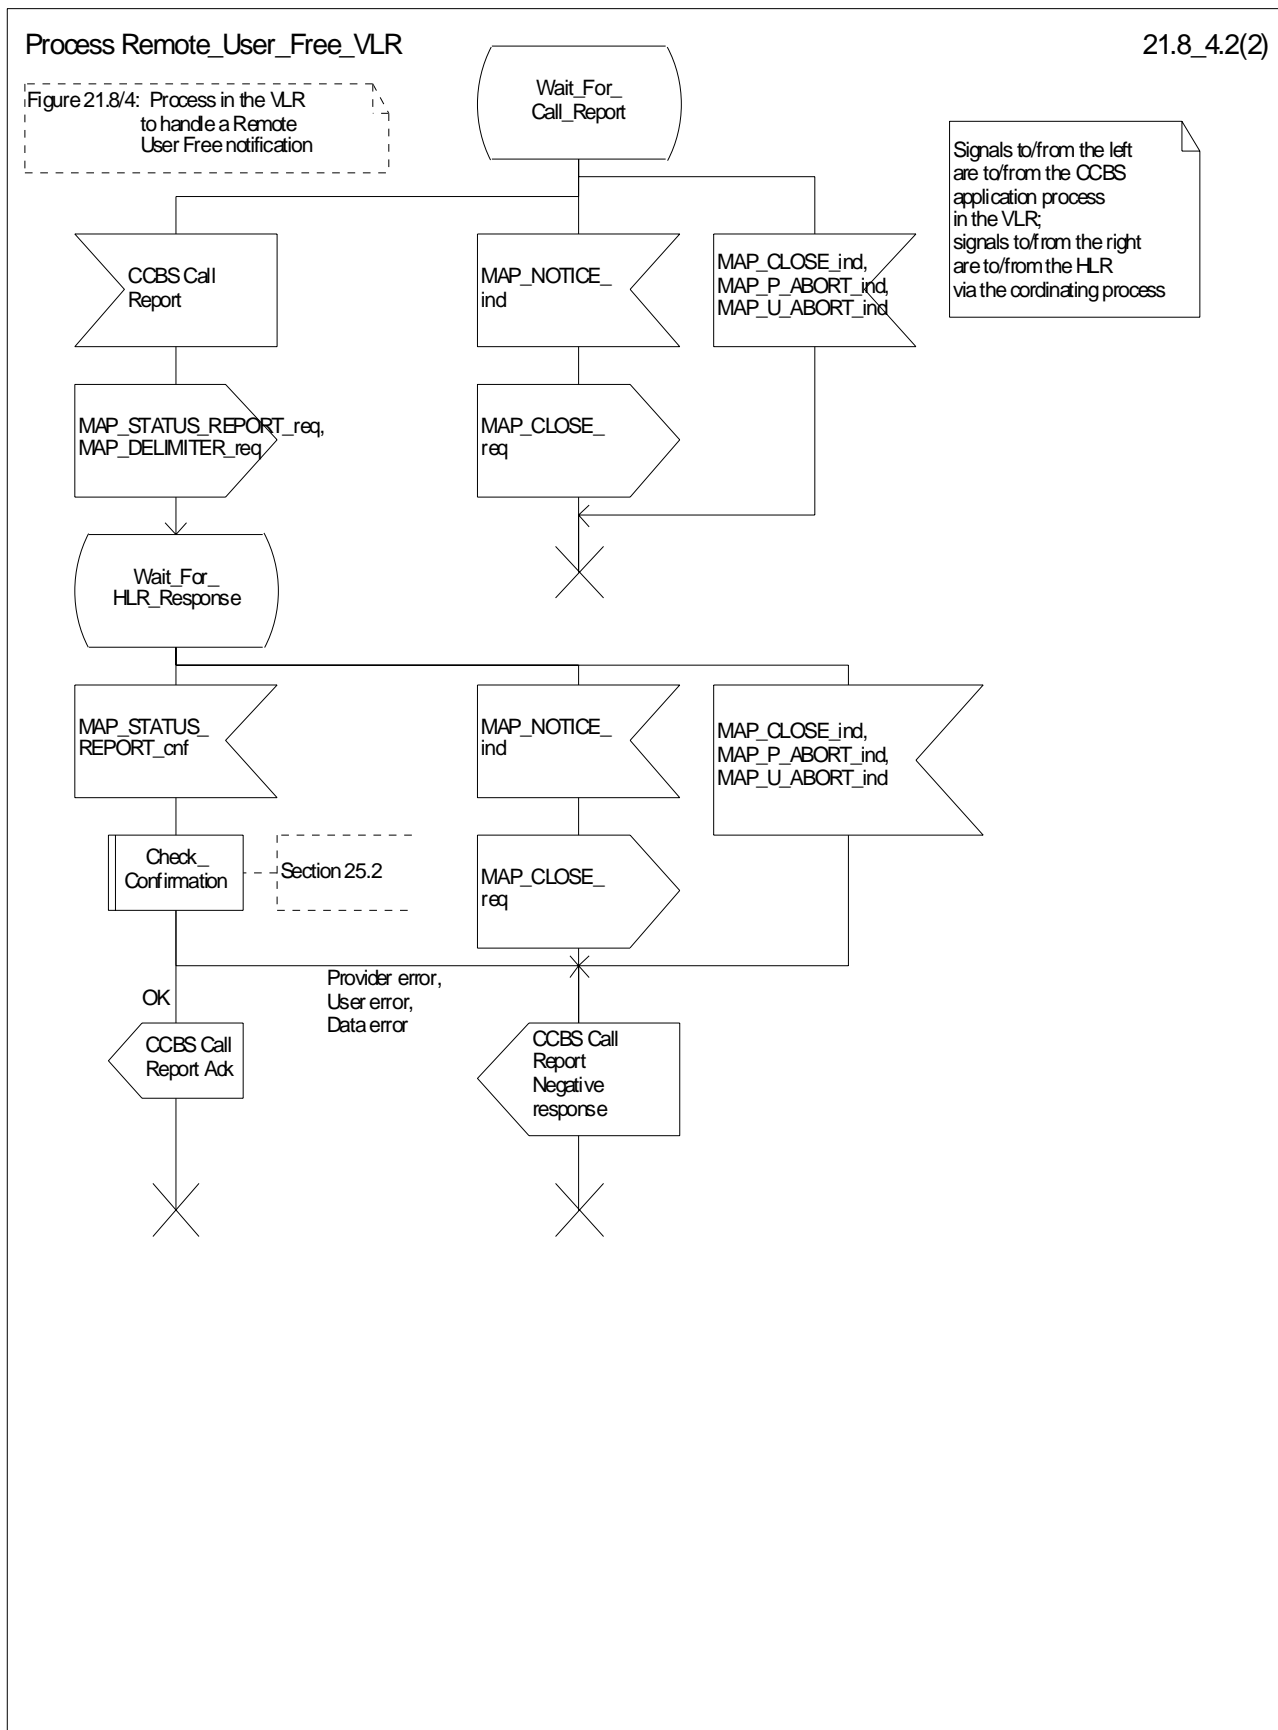 Process Remote_User_Free_VLR
21.8_4.2(2)
Figure 21.8/4: Process in the VLR
to handle a Remote
User Free notification
Wait_For_
Call_Report
Signals to/from the left
are to/from the CCBS
application process
in the VLR;
signals to/from the right
are to/from the HLR
via the cordinating process
CCBS Call
Report
MAP_NOTICE_
ind
MAP_CLOSE_ind,
MAP_P_ABORT_ind,
MAP_U_ABORT_ind
MAP_STATUS_REPORT_req,
MAP_DELIMITER_req
MAP_CLOSE_
req
Wait_For_
HLR_Response
MAP_STATUS_
REPORT_cnf
MAP_NOTICE_
ind
MAP_CLOSE_ind,
MAP_P_ABORT_ind,
MAP_U_ABORT_ind
Check_
Confirmation
Section 25.2
MAP_CLOSE_
req
Provider error,
User error,
Data error
OK
CCBS Call
Report Ack
CCBS Call
Report
Negative
response